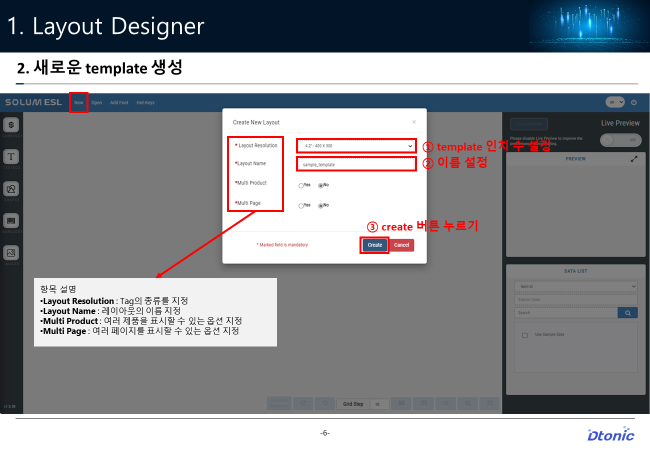 1. Layout Designer
2. 새로운 template 생성
SOLUM ESL New Open Add Font Set Keys
Live Preview
Create New Layout ×
* Layout Resolution
4.2" : 400 X 300
① template 인치 수 설정
*Layout Name
sample_template
② 이름 설정
*Multi Product
Yes No
*Multi Page
Yes No
③ create 버튼 누르기
* Marked field is mandatory
Create Cancel
PREVIEW
DATA LIST
Search
항목 설명
•Layout Resolution : Tag의 종류를 지정
•Layout Name : 레이아웃의 이름 지정
•Multi Product : 여러 제품을 표시할 수 있는 옵션 지정
•Multi Page : 여러 페이지를 표시할 수 있는 옵션 지정
Grid Step
-6-
Dtonic